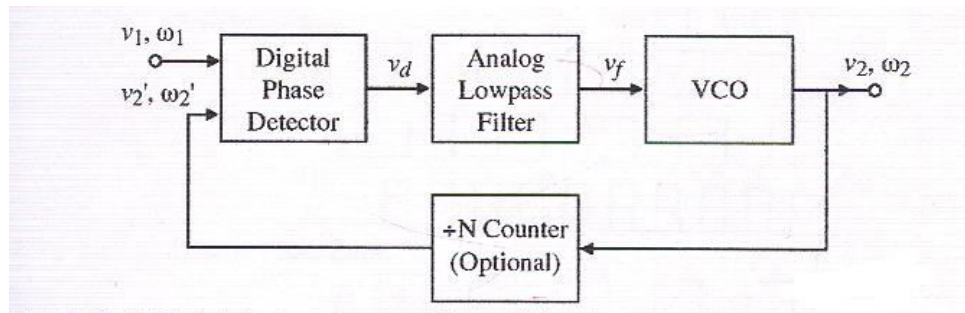 v1, ω1
v2', ω2'
Digital
Phase
Detector
vd
Analog
Lowpass
Filter
vf
VCO
v2, ω2
÷N Counter
(Optional)